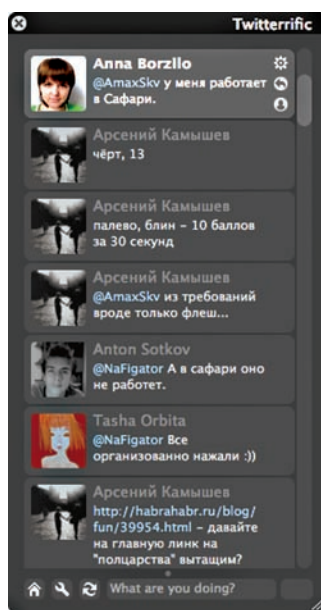 Twitterrific
Anna Borzllo
@AmaxSkv у меня работает
в Сафари.
Арсений Камышев
чёрт, 13
Арсений Камышев
палево, блин – 10 баллов
за 30 секунд
Арсений Камышев
@AmaxSkv из требований
вроде только флеш...
Anton Sotkov
@NaFigator А в сафари оно
не работет.
Tasha Orbita
@NaFigator Все
организованно нажали :))
Арсений Камышев
http://habrahabr.ru/blog/
fun/39954.html – давайте
на главную линк на
"полцарства" вытащим?
What are you doing?